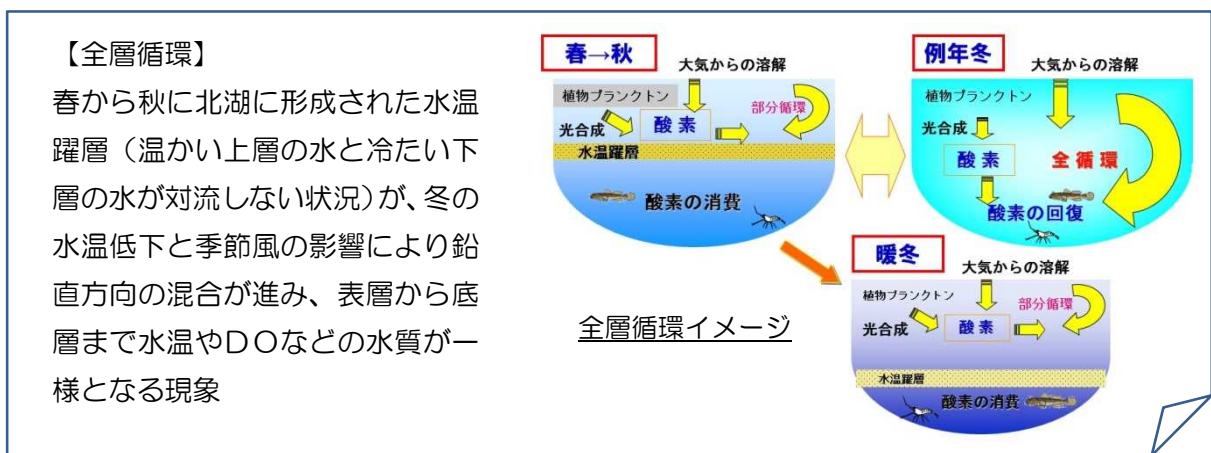 【全層循環】
春から秋に北湖に形成された水温
躍層（温かい上層の水と冷たい下
層の水が対流しない状況）が、冬の
水温低下と季節風の影響により鉛
直方向の混合が進み、表層から底
層まで水温やＤＯなどの水質が一
様となる現象
春→秋
大気からの溶解
植物プランクトン
部分循環
光合成
酸素
水温躍層
酸素の消費
例年冬
大気からの溶解
植物プランクトン
光合成
酸素
全循環
酸素の回復
暖冬
大気からの溶解
植物プランクトン
部分循環
光合成
酸素
水温躍層
酸素の消費
全層循環イメージ